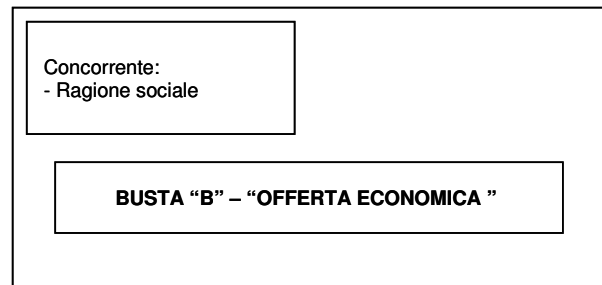 Concorrente:
- Ragione sociale
BUSTA “B” – “OFFERTA ECONOMICA ”